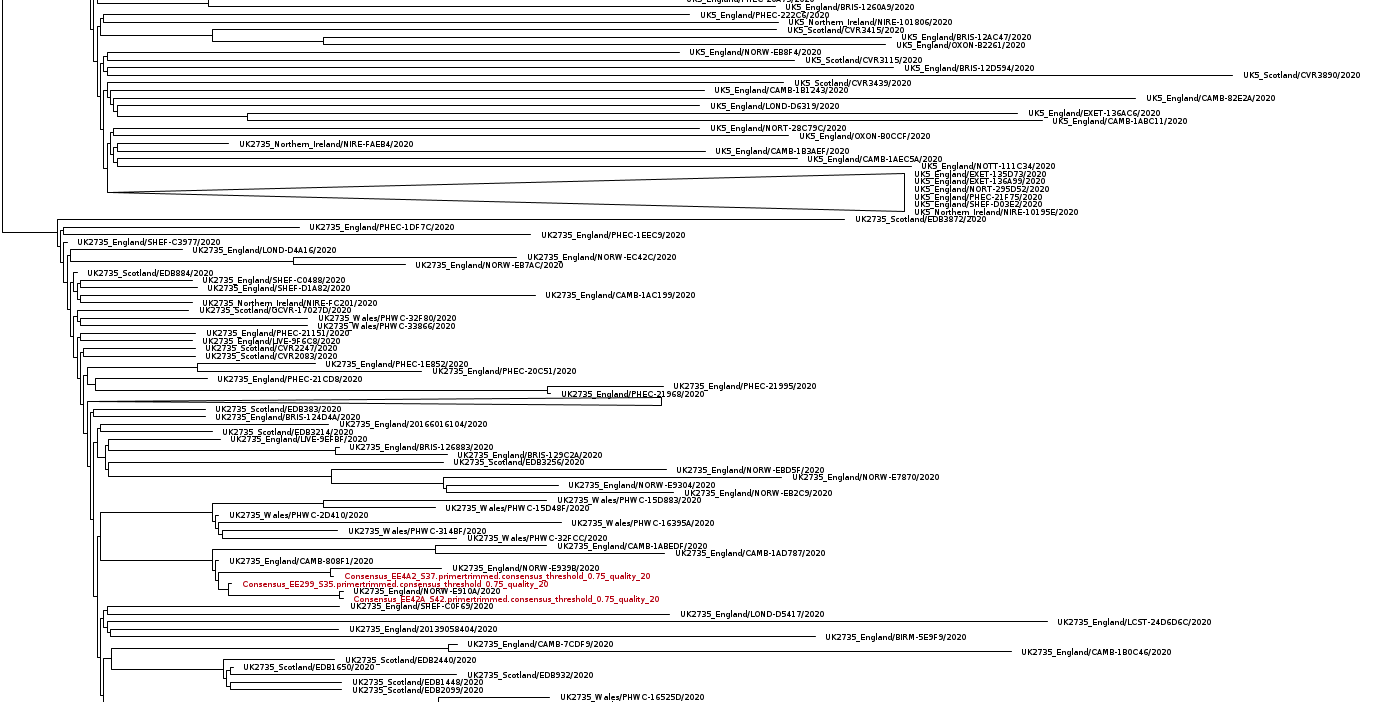 UK5_England/BRIS-1260A9/2020
UK5_England/PHEC-222C6/2020
UK5_Northern_Ireland/NIRE-101806/2020
UK5_Scotland/CVR3415/2020
UK5_England/BRIS-12AC47/2020
UK5_England/OXON-B2261/2020
UK5_England/NORW-EB8F4/2020
UK5_Scotland/CVR3115/2020
UK5_England/BRIS-12D594/2020
UK5_Scotland/CVR3890/2020
UK5_Scotland/CVR3439/2020
UK5_England/CAMB-1B1243/2020
UK5_England/CAMB-82E2A/2020
UK5_England/LOND-D6319/2020
UK5_England/EXET-136AC6/2020
UK5_England/CAMB-1ABC11/2020
UK5_England/NORT-28C79C/2020
UK5_England/OXON-B0CCF/2020
UK2735_Northern_Ireland/NIRE-FAEB4/2020
UK5_England/CAMB-1B3AEF/2020
UK5_England/CAMB-1AEC5A/2020
UK5_England/NOTT-111C34/2020
UK5_England/EXET-135D73/2020
UK5_England/EXET-136A99/2020
UK5_England/NORT-295D52/2020
UK5_England/PHEC-21F75/2020
UK5_England/SHEF-D03E2/2020
UK5_Northern_Ireland/NIRE-10195E/2020
UK2735_Scotland/EDB3872/2020
UK2735_England/PHEC-1DF7C/2020
UK2735_England/PHEC-1EEC9/2020
UK2735_England/SHEF-C3977/2020
UK2735_England/LOND-D4A16/2020
UK2735_England/NORW-EC42C/2020
UK2735_England/NORW-EB7AC/2020
UK2735_Scotland/EDB884/2020
UK2735_England/SHEF-C0488/2020
UK2735_England/SHEF-D1A82/2020
UK2735_England/CAMB-1AC199/2020
UK2735_Northern_Ireland/NIRE-FC201/2020
UK2735_Scotland/GCVR-17027D/2020
UK2735_Wales/PHWC-32F80/2020
UK2735_Wales/PHWC-33866/2020
UK2735_England/PHEC-21151/2020
UK2735_England/LIVE-9F6C8/2020
UK2735_Scotland/CVR2247/2020
UK2735_Scotland/CVR2083/2020
UK2735_England/PHEC-1E852/2020
UK2735_England/PHEC-20C51/2020
UK2735_England/PHEC-21CD8/2020
UK2735_England/PHEC-21995/2020
UK2735_England/PHEC-21968/2020
UK2735_Scotland/EDB383/2020
UK2735_England/BRIS-124D4A/2020
UK2735_England/20166016104/2020
UK2735_Scotland/EDB3214/2020
UK2735_England/LIVE-9EFBF/2020
UK2735_England/BRIS-126883/2020
UK2735_England/BRIS-129C2A/2020
UK2735_Scotland/EDB3256/2020
UK2735_England/NORW-EBD5F/2020
UK2735_England/NORW-E7870/2020
UK2735_England/NORW-E9304/2020
UK2735_England/NORW-EB2C9/2020
UK2735_Wales/PHWC-15D883/2020
UK2735_Wales/PHWC-15D48F/2020
UK2735_Wales/PHWC-2D410/2020
UK2735_Wales/PHWC-16395A/2020
UK2735_Wales/PHWC-314BF/2020
UK2735_Wales/PHWC-32FCC/2020
UK2735_England/CAMB-1ABEDF/2020
UK2735_England/CAMB-1AD787/2020
UK2735_England/CAMB-808F1/2020
UK2735_England/NORW-E939B/2020
Consensus_EE4A2_S37.primertrimmed.consensus_threshold_0.75_quality_20
Consensus_EE299_S35.primertrimmed.consensus_threshold_0.75_quality_20
UK2735_England/NORW-E910A/2020
Consensus_EE42A_S42.primertrimmed.consensus_threshold_0.75_quality_20
UK2735_England/SHEF-C0F69/2020
UK2735_England/LOND-D5417/2020
UK2735_England/LCST-24D6D6C/2020
UK2735_England/20139058404/2020
UK2735_England/BIRM-5E9F9/2020
UK2735_England/CAMB-7CDF9/2020
UK2735_England/CAMB-1B0C46/2020
UK2735_Scotland/EDB2440/2020
UK2735_Scotland/EDB1650/2020
UK2735_Scotland/EDB932/2020
UK2735_Scotland/EDB1448/2020
UK2735_Scotland/EDB2099/2020
UK2735_Wales/PHWC-16525D/2020